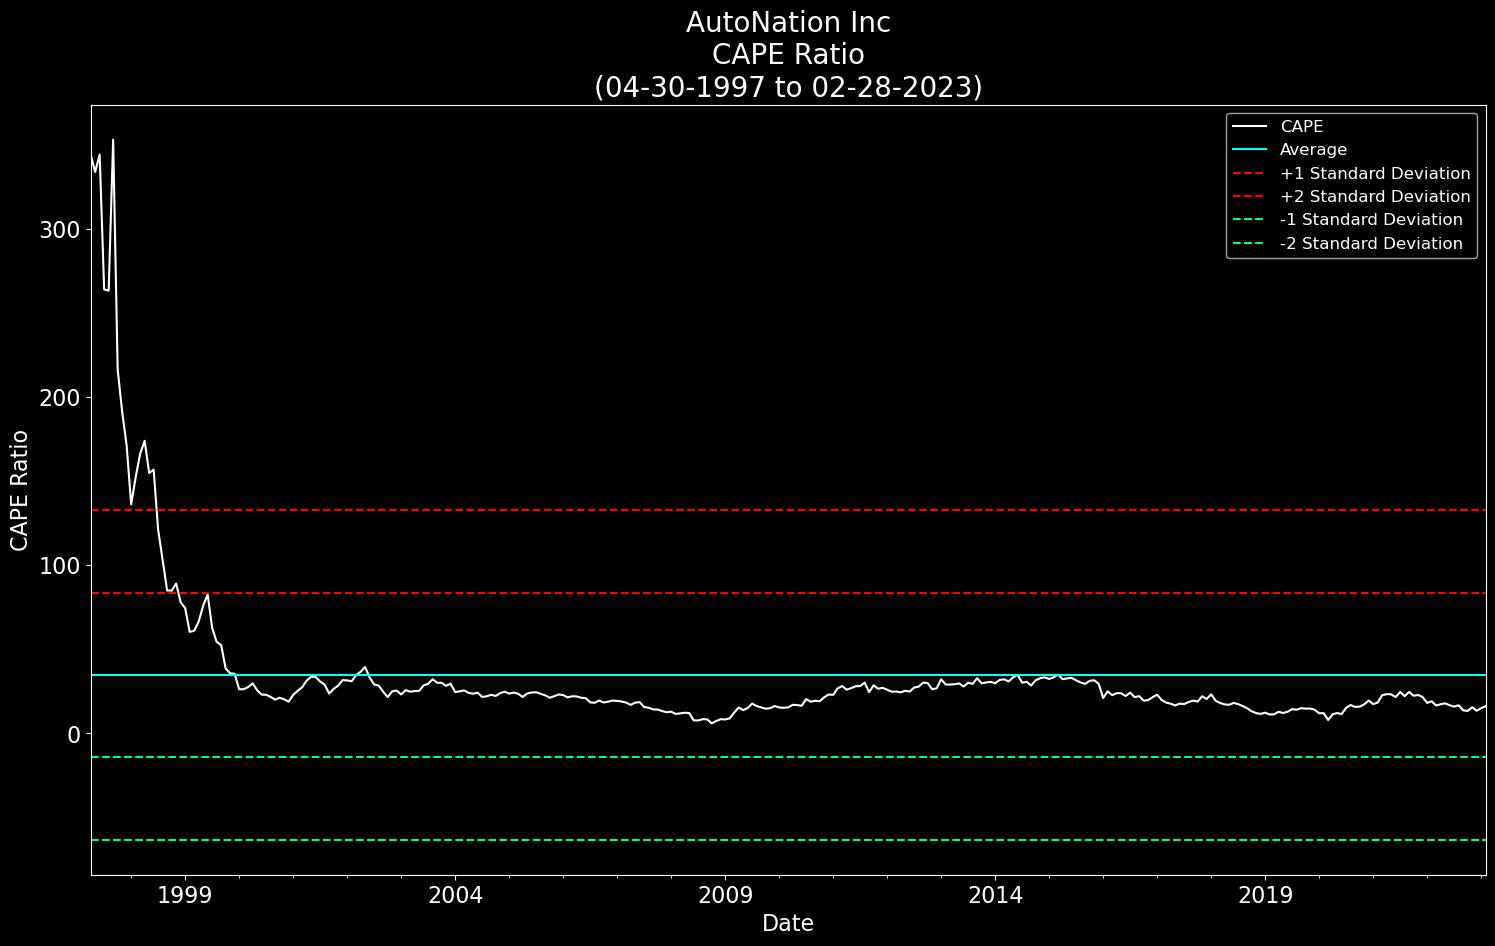 AutoNation Inc
CAPE Ratio
(04-30-1997 to 02-28-2023)
CAPE
Average
+1 Standard Deviation
+2 Standard Deviation
-1 Standard Deviation
-2 Standard Deviation
CAPE Ratio
300
200
100
0
1999 2004 2009 2014 2019
Date